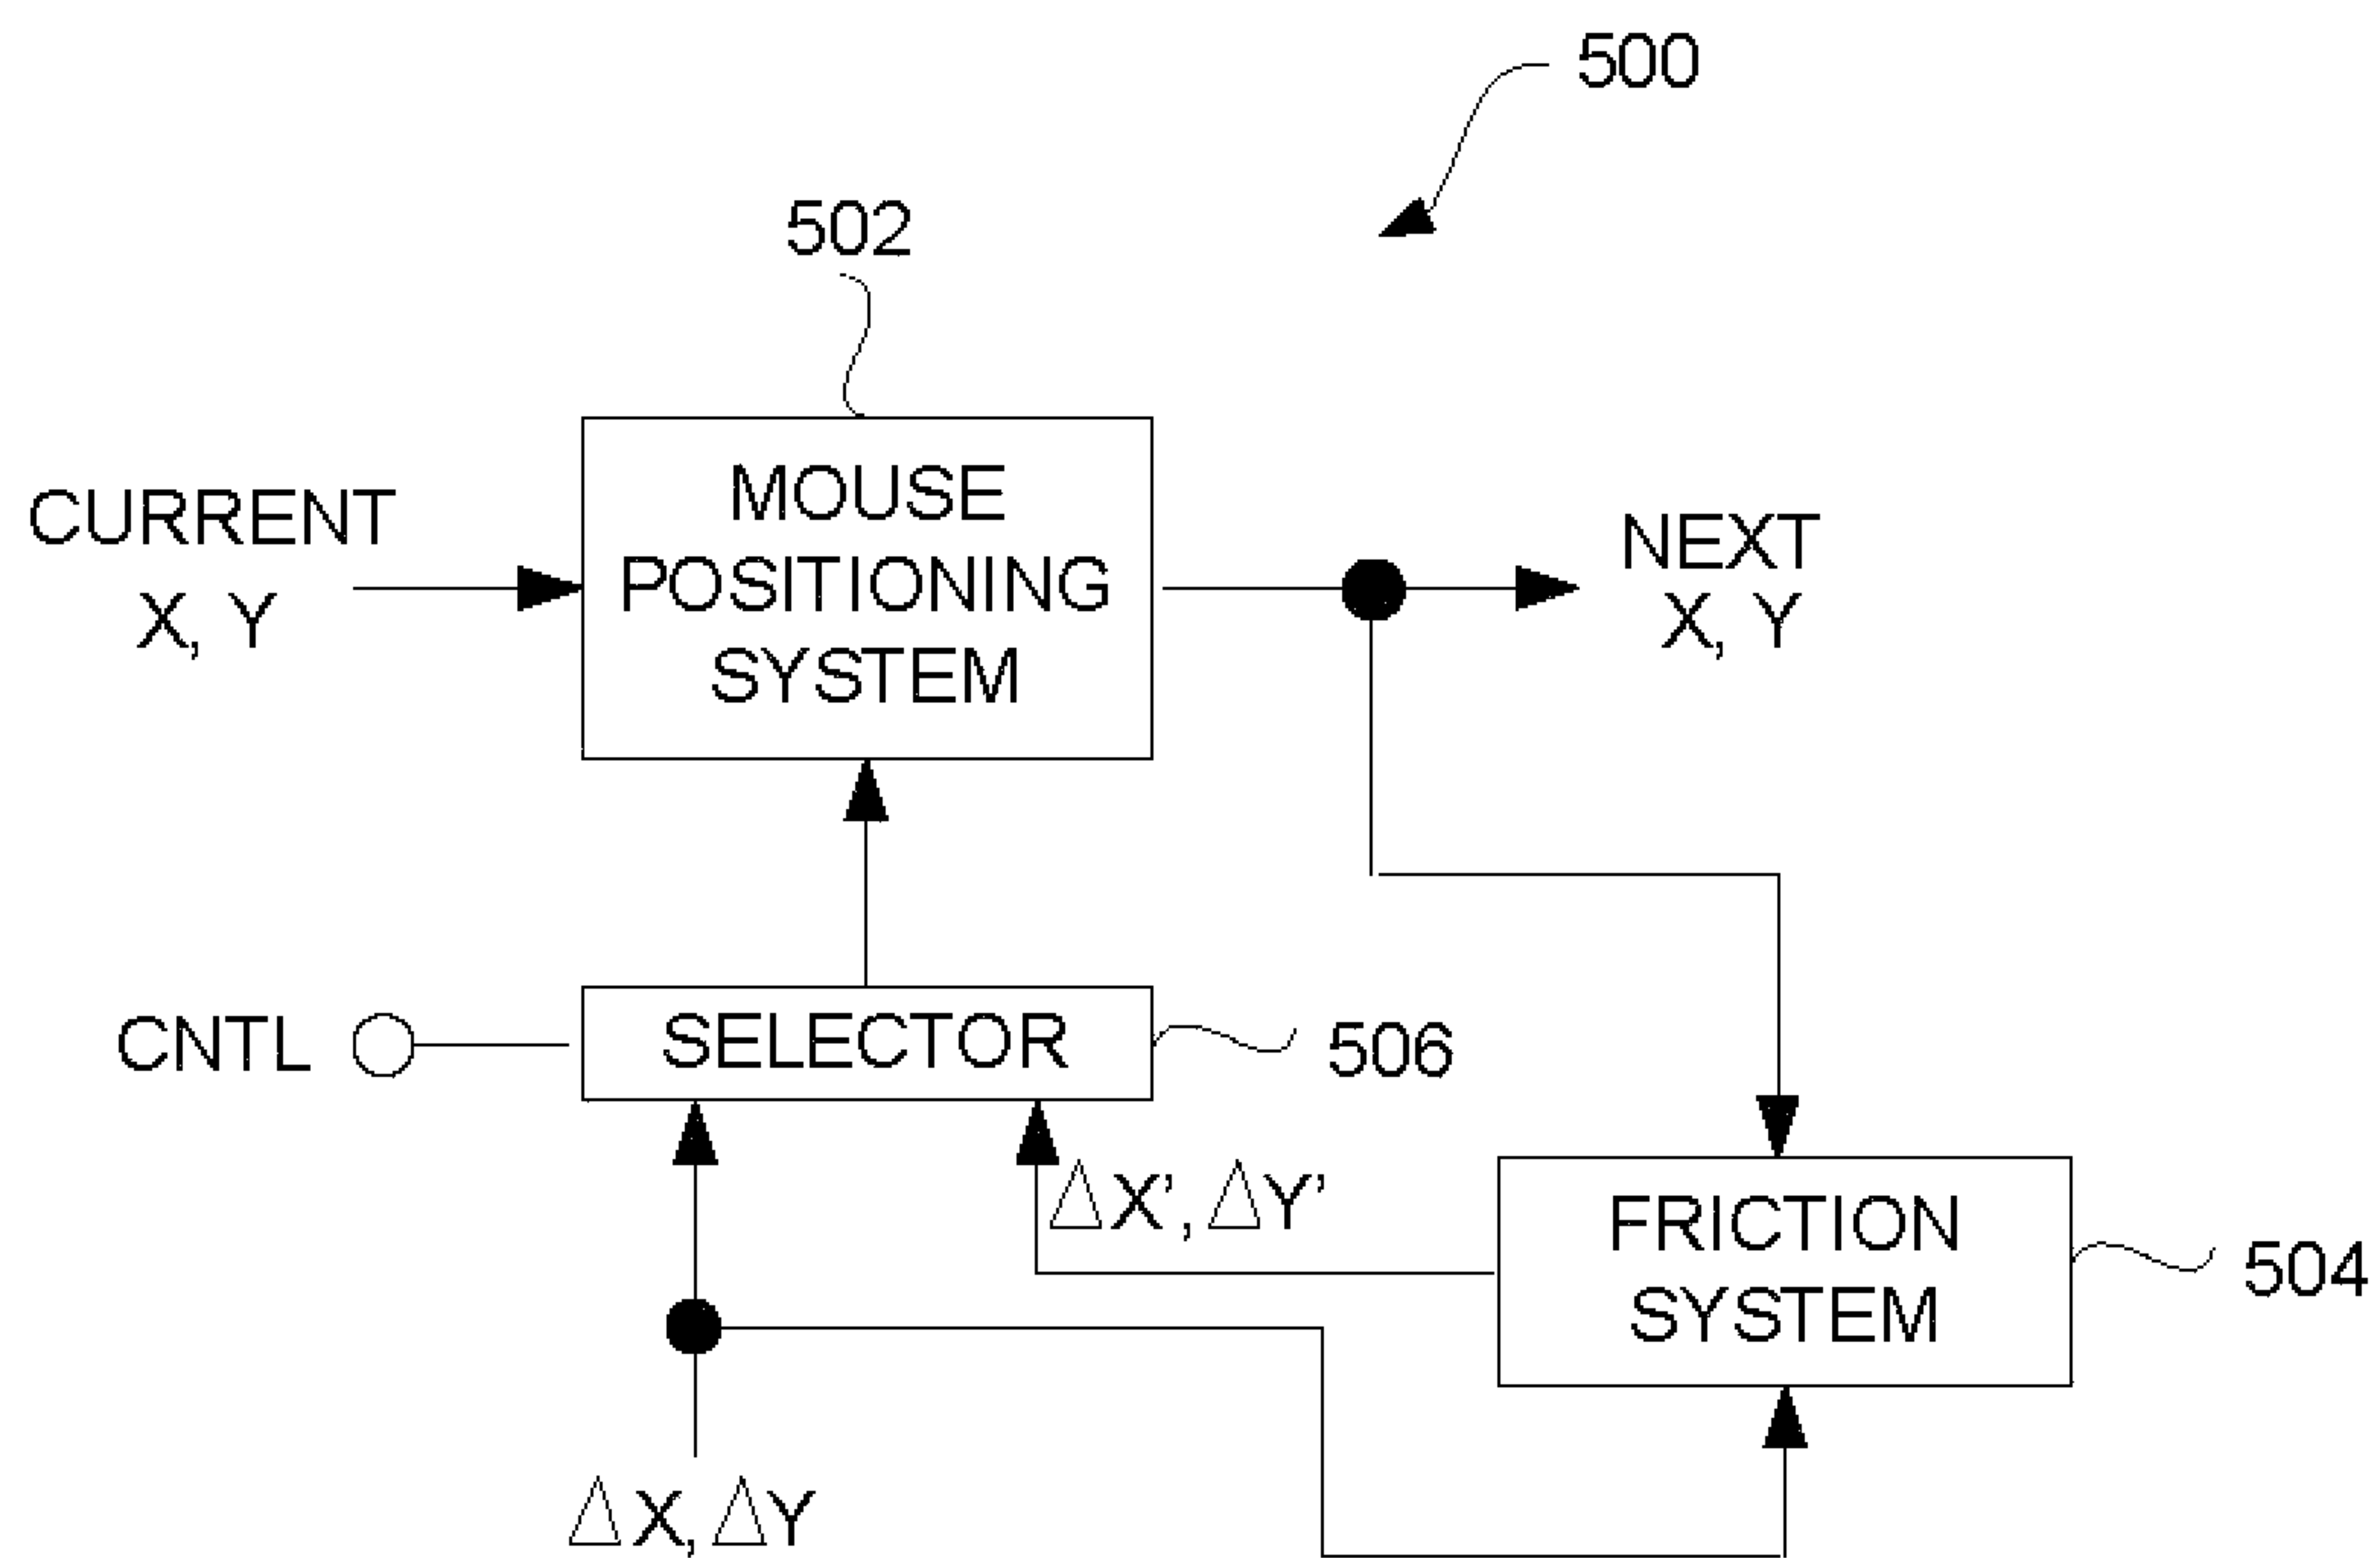 500
502
CURRENT
X, Y
MOUSE
POSITIONING
SYSTEM
NEXT
X, Y
CNTL
SELECTOR
506
ΔX', ΔY'
FRICTION
SYSTEM
504
ΔX, ΔY